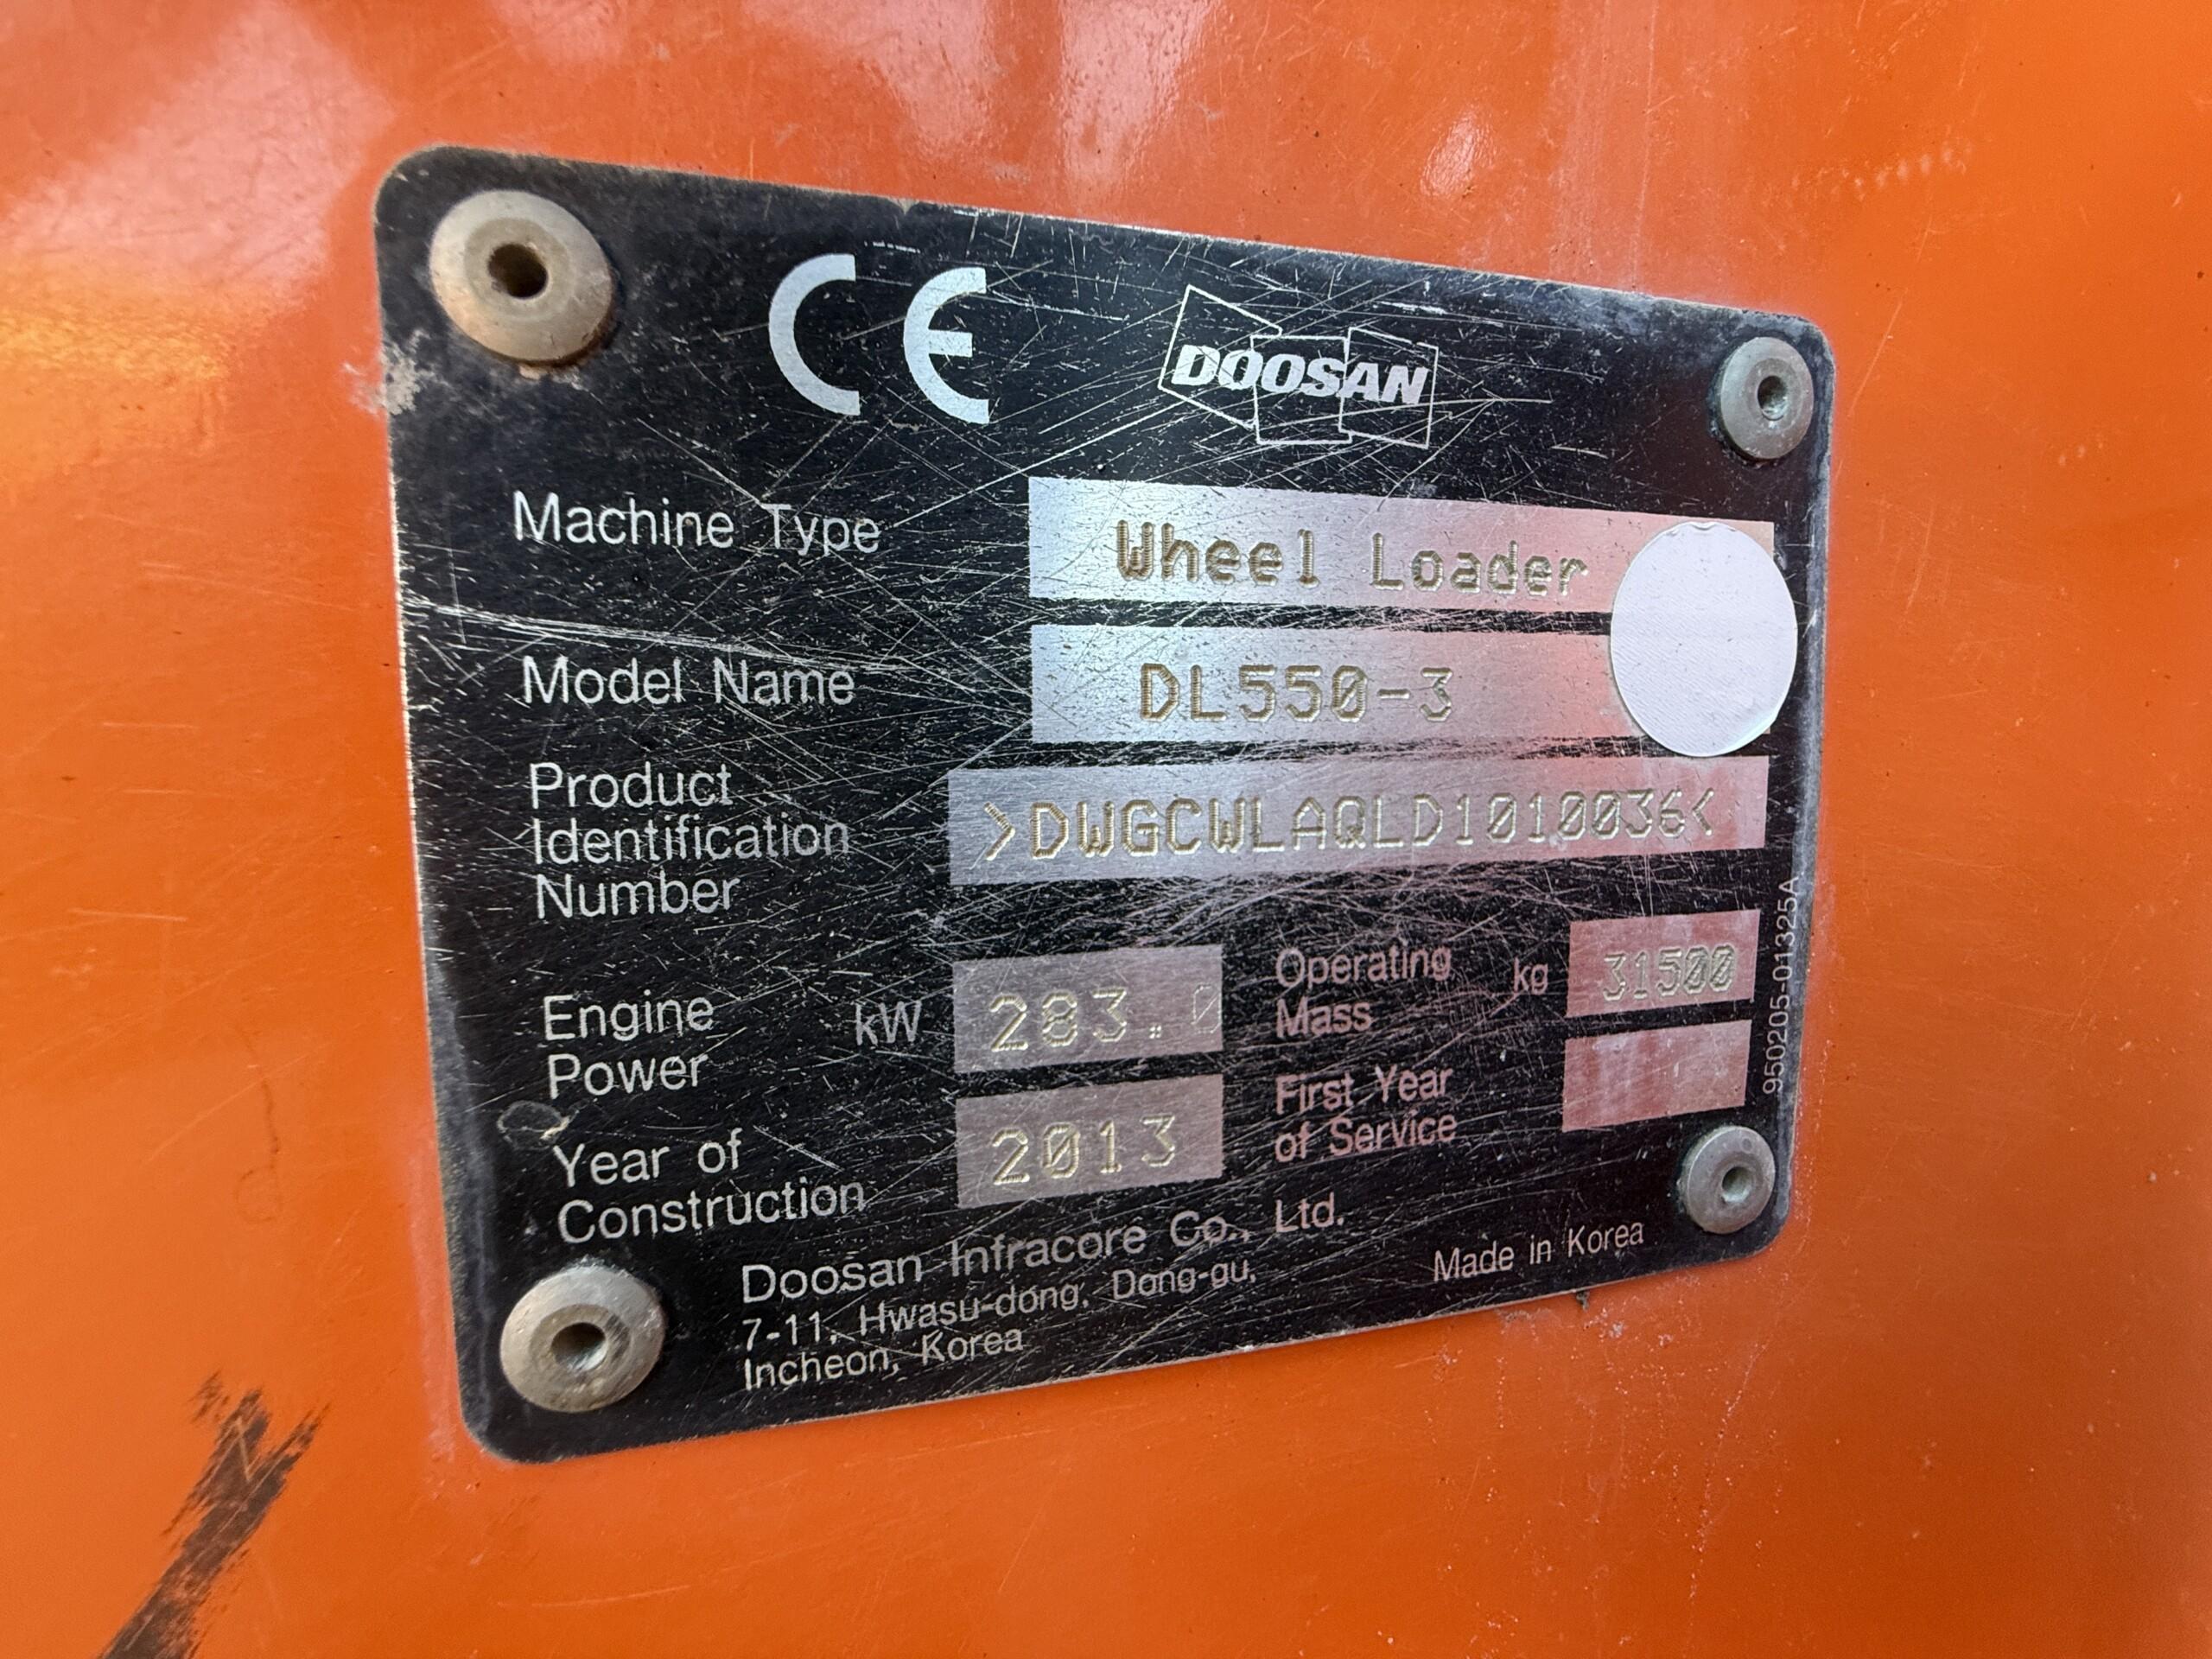 CE DOOSAN
Machine Type Wheel Loader
Model Name DL550-3
Product
Identification >DWGCWLAQLD1010036<
Number
Engine
Power kW 283.0
Operating
Mass kg 31500
Year of
Construction 2013
First Year
of Service
Doosan Infracore Co., Ltd.
7-11, Hwasu-dong, Dong-gu,
Incheon, Korea
Made in Korea
950205-01325A